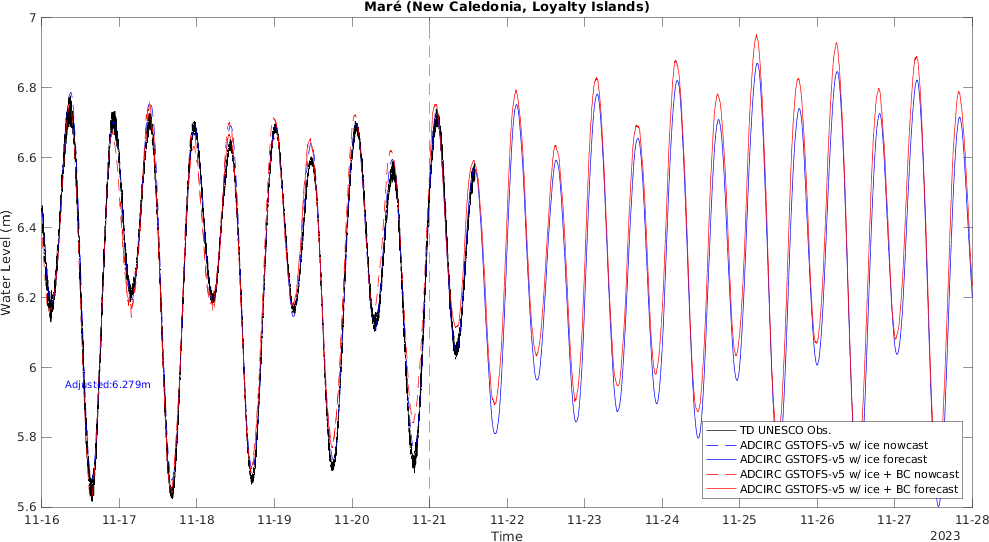 Maré (New Caledonia, Loyalty Islands)
7
6.8
6.6
6.4
6.2
6
5.8
5.6
Water Level (m)
Adjusted:6.279m
TD UNESCO Obs.
ADCIRC GSTOFS-v5 w/ ice nowcast
ADCIRC GSTOFS-v5 w/ ice forecast
ADCIRC GSTOFS-v5 w/ ice + BC nowcast
ADCIRC GSTOFS-v5 w/ ice + BC forecast
11-16 11-17 11-18 11-19 11-20 11-21 11-22 11-23 11-24 11-25 11-26 11-27 11-28
Time
2023